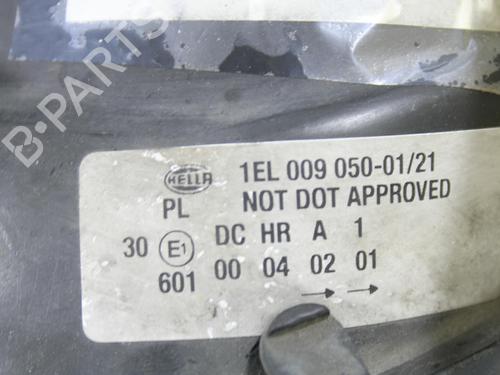 B-PARTS
HELLA 1EL 009 050-01/21
PL NOT DOT APPROVED
30 E1 DC HR A 1
601 00 04 02 01